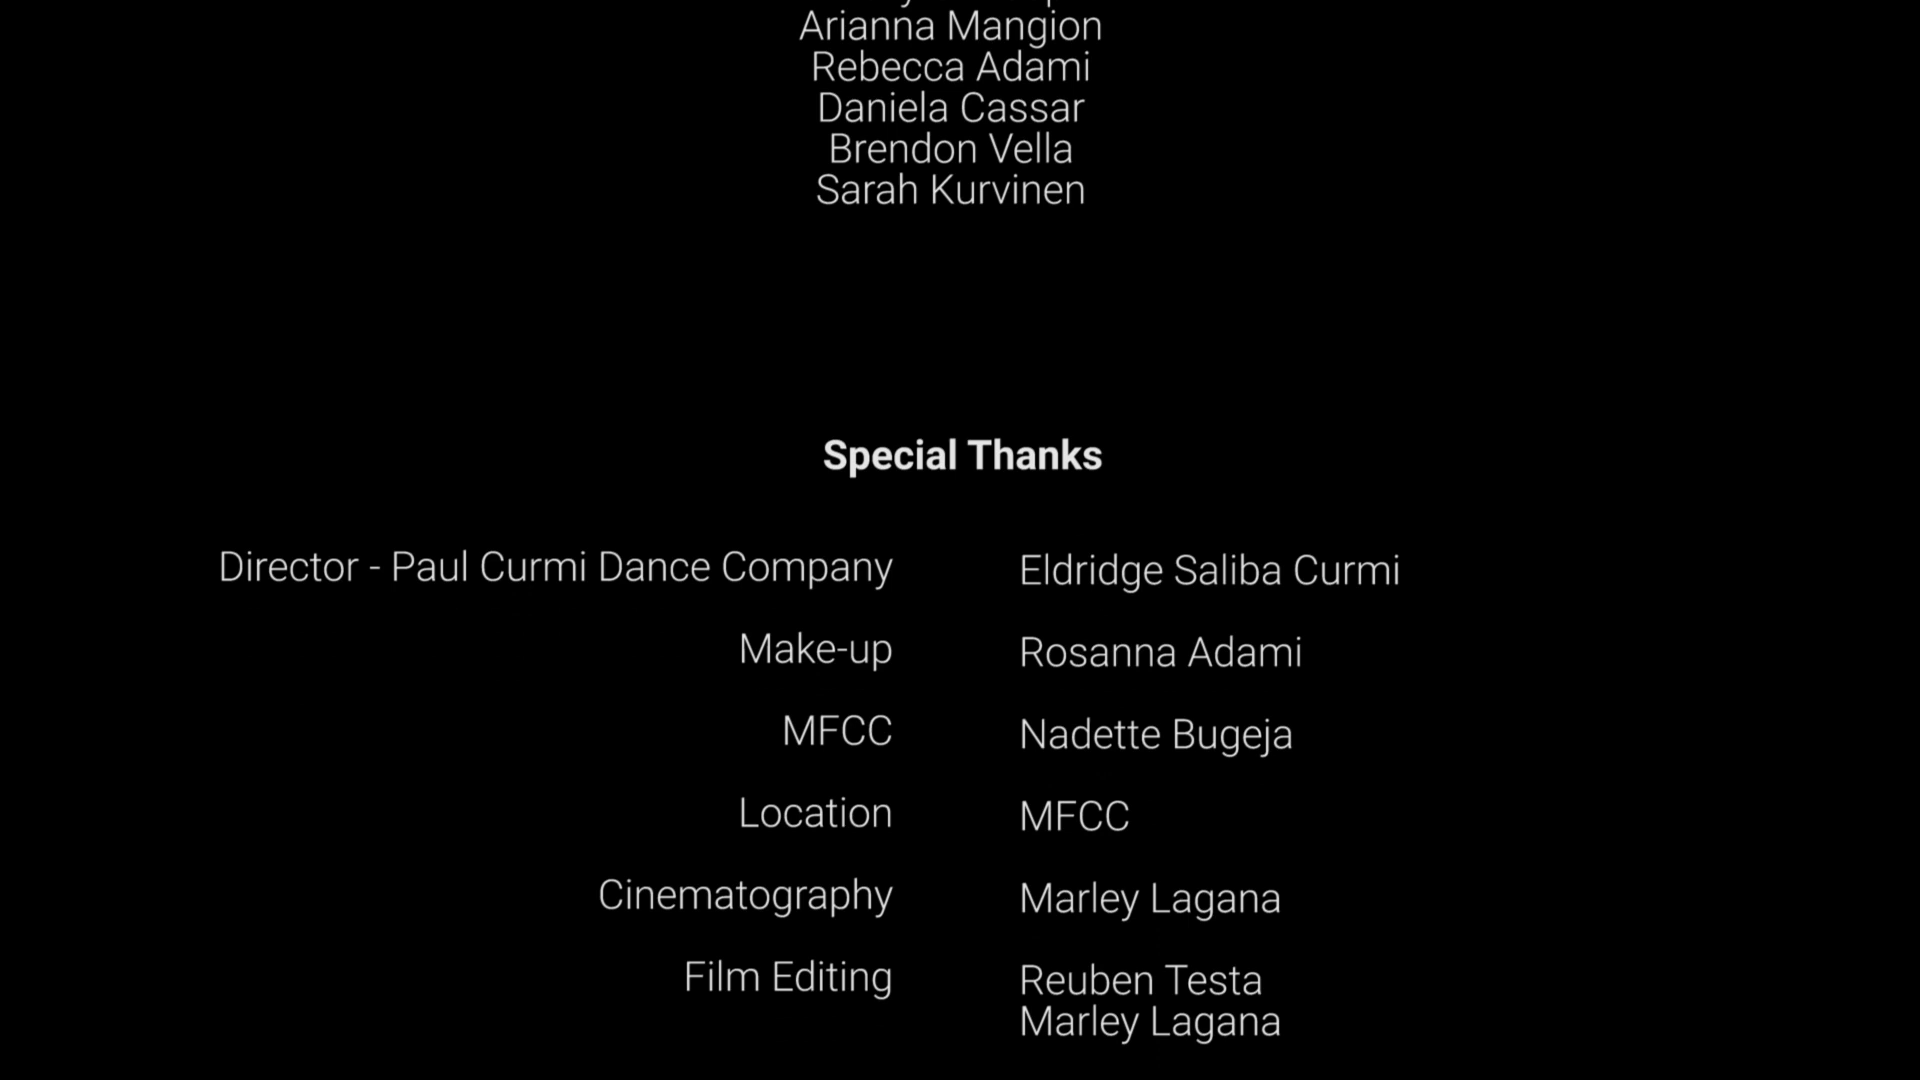 Arianna Mangion
Rebecca Adami
Daniela Cassar
Brendon Vella
Sarah Kurvinen
Special Thanks
Director - Paul Curmi Dance Company Eldridge Saliba Curmi
Make-up Rosanna Adami
MFCC Nadette Bugeja
Location MFCC
Cinematography Marley Lagana
Film Editing Reuben Testa
Marley Lagana